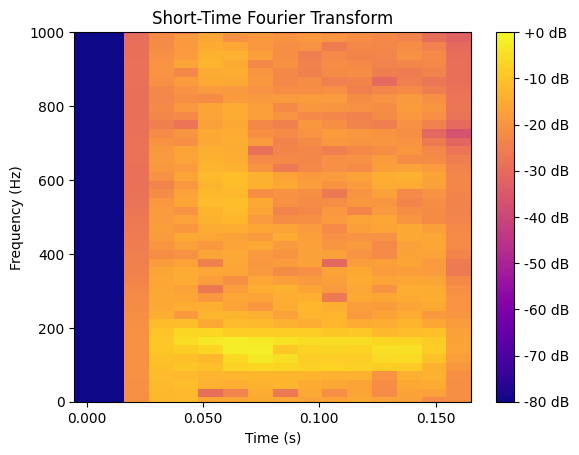 Short-Time Fourier Transform
1000
800
600
400
200
0
Frequency (Hz)
0.000
0.050
0.100
0.150
Time (s)
+0 dB
-10 dB
-20 dB
-30 dB
-40 dB
-50 dB
-60 dB
-70 dB
-80 dB